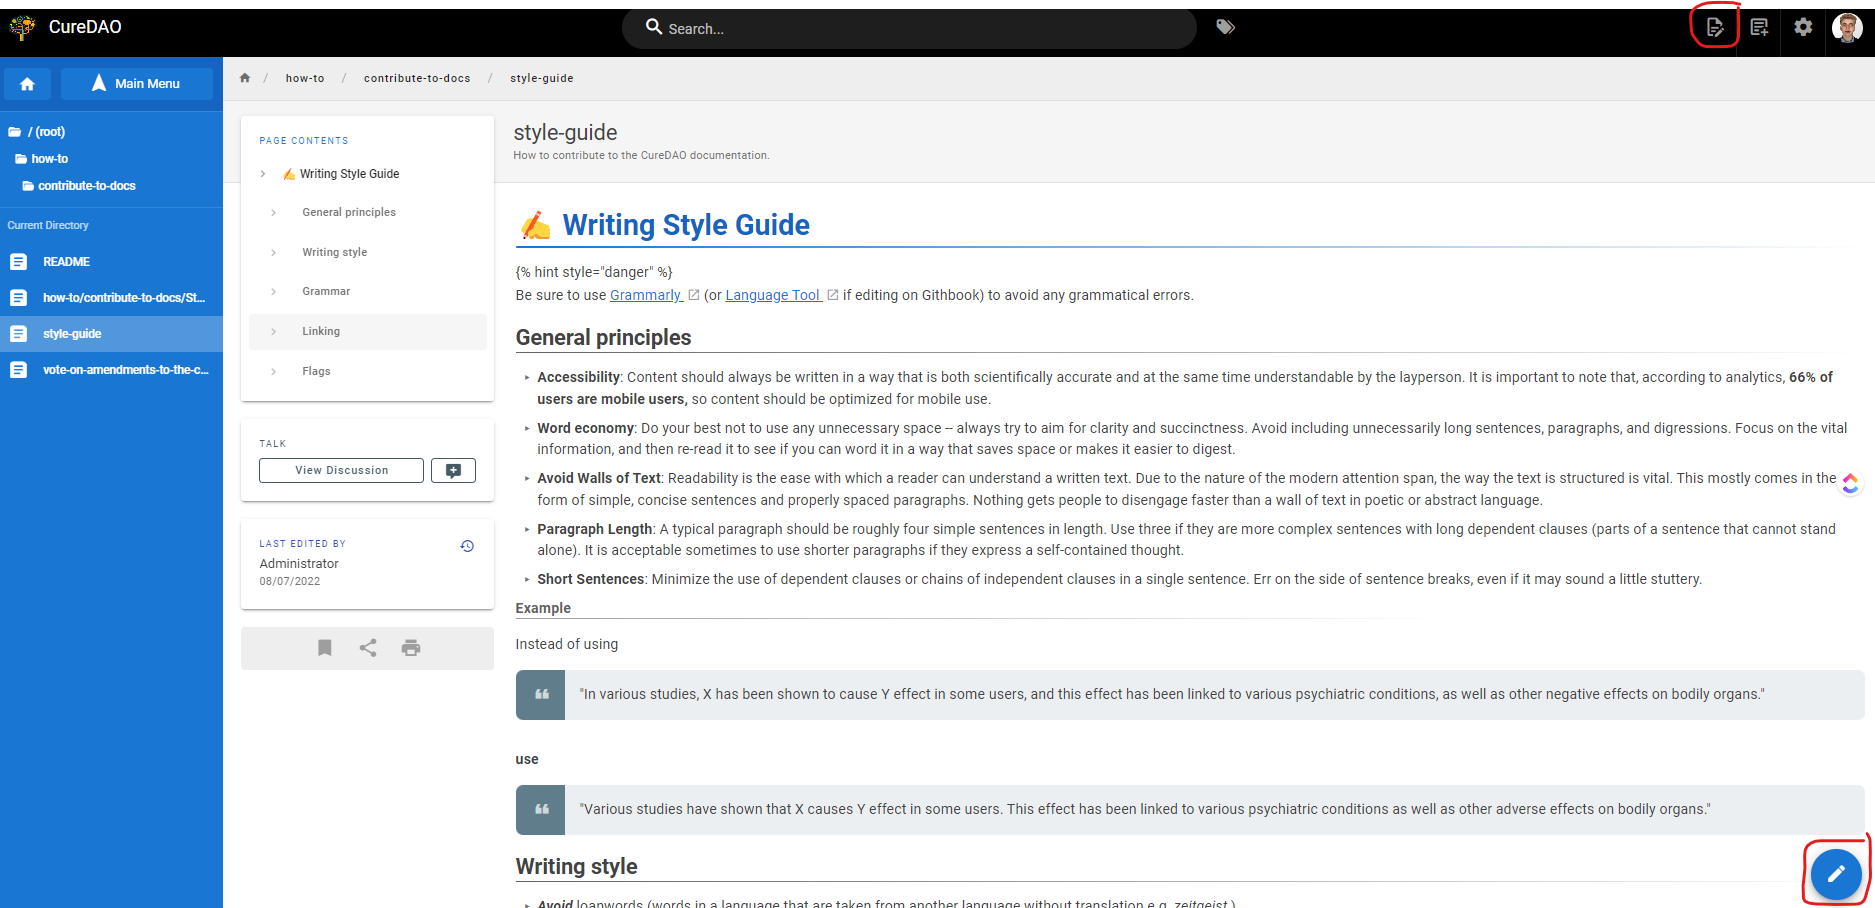 CureDAO
Search...
Main Menu
/ (root)
how-to
contribute-to-docs
Current Directory
README
how-to/contribute-to-docs/St...
style-guide
vote-on-amendments-to-the-c...
/ how-to / contribute-to-docs / style-guide
PAGE CONTENTS
Writing Style Guide
General principles
Writing style
Grammar
Linking
Flags
TALK
View Discussion
LAST EDITED BY
Administrator
08/07/2022
style-guide
How to contribute to the CureDAO documentation.
✍️ Writing Style Guide
{% hint style="danger" %}
Be sure to use Grammarly (or Language Tool if editing on Githbook) to avoid any grammatical errors.
General principles
Accessibility: Content should always be written in a way that is both scientifically accurate and at the same time understandable by the layperson. It is important to note that, according to analytics, 66% of
users are mobile users, so content should be optimized for mobile use.
Word economy: Do your best not to use any unnecessary space – always try to aim for clarity and succinctness. Avoid including unnecessarily long sentences, paragraphs, and digressions. Focus on the vital
information, and then re-read it to see if you can word it in a way that saves space or makes it easier to digest.
Avoid Walls of Text: Readability is the ease with which a reader can understand a written text. Due to the nature of the modern attention span, the way the text is structured is vital. This mostly comes in the
form of simple, concise sentences and properly spaced paragraphs. Nothing gets people to disengage faster than a wall of text in poetic or abstract language.
Paragraph Length: A typical paragraph should be roughly four simple sentences in length. Use three if they are more complex sentences with long dependent clauses (parts of a sentence that cannot stand
alone). It is acceptable sometimes to use shorter paragraphs if they express a self-contained thought.
Short Sentences: Minimize the use of dependent clauses or chains of independent clauses in a single sentence. Err on the side of sentence breaks, even if it may sound a little stuttery.
Example
Instead of using
"In various studies, X has been shown to cause Y effect in some users, and this effect has been linked to various psychiatric conditions, as well as other negative effects on bodily organs."
use
"Various studies have shown that X causes Y effect in some users. This effect has been linked to various psychiatric conditions as well as other adverse effects on bodily organs."
Writing style
Avoid loanwords (words in a language that are taken from another language without translation e.g. zeitgeist.)